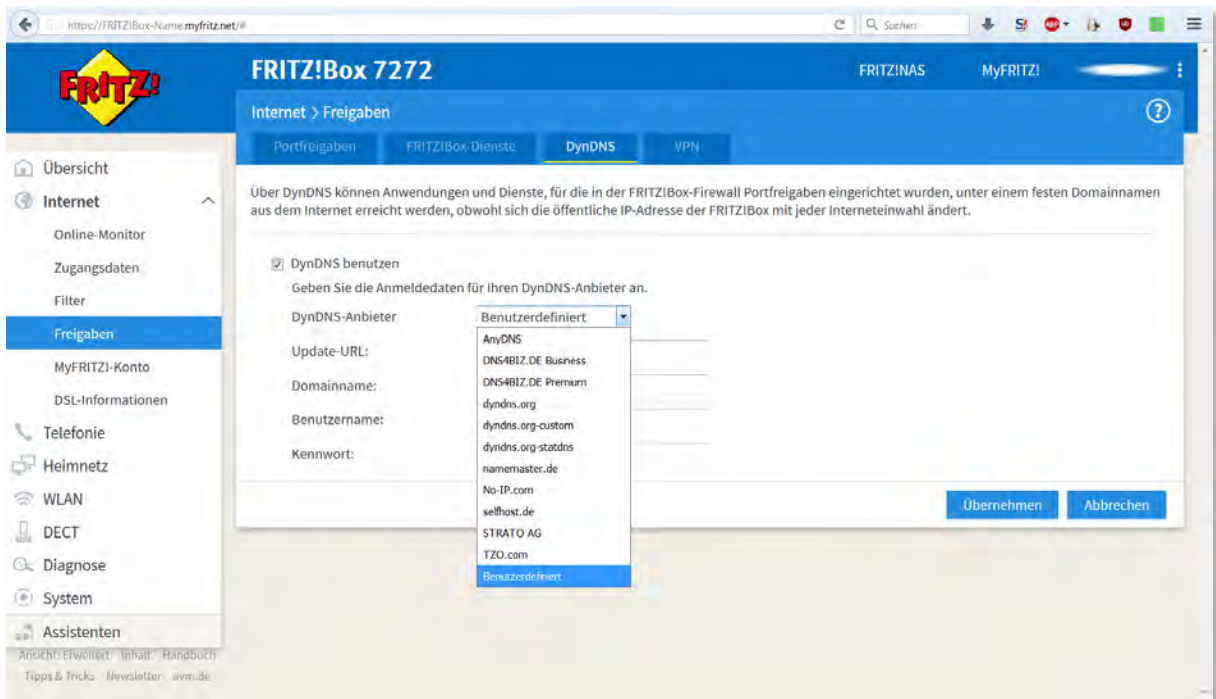 https://FRITZ!Box-Name.myfritz.net/#
Suchen
FRITZ!
FRITZ!Box 7272
FRITZ!NAS
MyFRITZ!
Internet > Freigaben
Portfreigaben
FRITZ!Box-Dienste
DynDNS
VPN
Übersicht
Internet
Online-Monitor
Zugangsdaten
Filter
Freigaben
MyFRITZ!-Konto
DSL-Informationen
Telefonie
Heimnetz
WLAN
DECT
Diagnose
System
Assistenten
Ansicht: Erweitert Inhalt Handbuch
Tipps & Tricks Newsletter avm.de
Über DynDNS können Anwendungen und Dienste, für die in der FRITZ!Box-Firewall Portfreigaben eingerichtet wurden, unter einem festen Domainnamen
aus dem Internet erreicht werden, obwohl sich die öffentliche IP-Adresse der FRITZ!Box mit jeder Interneteinwahl ändert.
DynDNS benutzen
Geben Sie die Anmeldedaten für Ihren DynDNS-Anbieter an.
DynDNS-Anbieter
Benutzerdefiniert
Update-URL:
Domainname:
Benutzername:
Kennwort:
AnyDNS
DNS4BIZ.DE Business
DNS4BIZ.DE Premium
dyndns.org
dyndns.org-custom
dyndns.org-statdns
namemaster.de
No-IP.com
selfhost.de
STRATO AG
TZO.com
Benutzerdefiniert
Übernehmen
Abbrechen